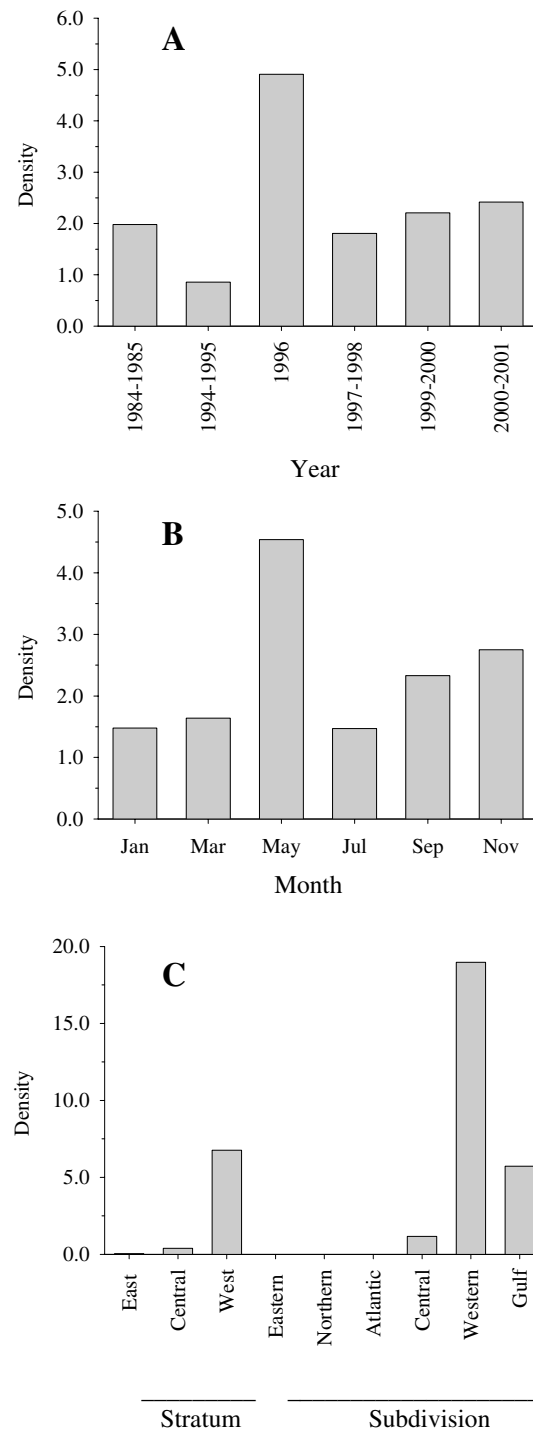 A
Density
6.0
5.0
4.0
3.0
2.0
1.0
0.0
1984-1985
1994-1995
1996
1997-1998
1999-2000
2000-2001
Year
B
Density
5.0
4.0
3.0
2.0
1.0
0.0
Jan Mar May Jul Sep Nov
Month
C
Density
20.0
15.0
10.0
5.0
0.0
East
Central
West
Eastern
Northern
Atlantic
Central
Western
Gulf
Stratum Subdivision